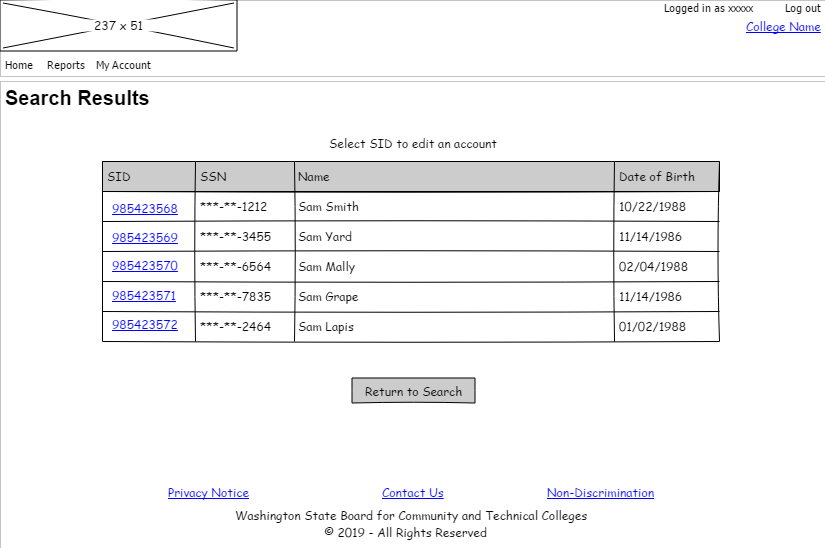 Logged in as xxxxx Log out
237 x 51
College Name
Home Reports My Account
Search Results
Select SID to edit an account
SID SSN Name Date of Birth
985423568 ***-**-1212 Sam Smith 10/22/1988
985423569 ***-**-3455 Sam Yard 11/14/1986
985423570 ***-**-6564 Sam Mally 02/04/1988
985423571 ***-**-7835 Sam Grape 11/14/1986
985423572 ***-**-2464 Sam Lapis 01/02/1988
Return to Search
Privacy Notice Contact Us Non-Discrimination
Washington State Board for Community and Technical Colleges
© 2019 - All Rights Reserved